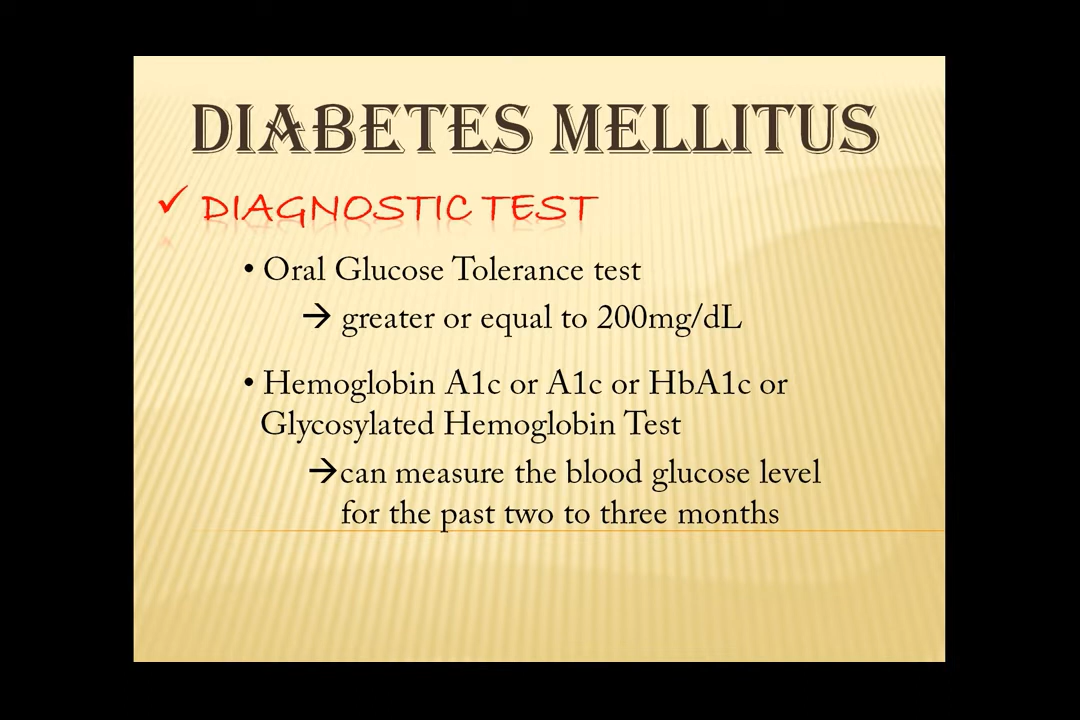 DIABETES MELLITUS
✓ DIAGNOSTIC TEST
• Oral Glucose Tolerance test
→ greater or equal to 200mg/dL
• Hemoglobin A1c or A1c or HbA1c or
Glycosylated Hemoglobin Test
→can measure the blood glucose level
for the past two to three months